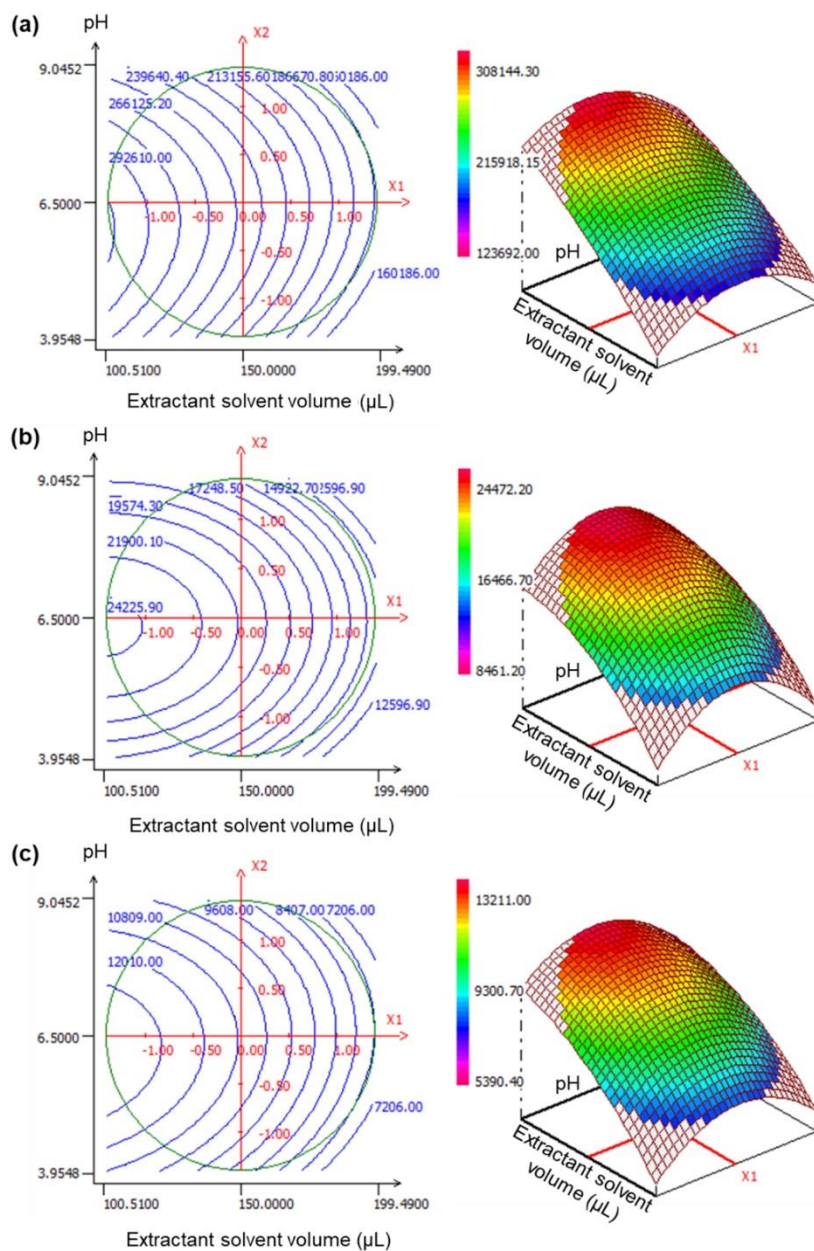 (a)
pH
X2
9.0452
239640.40
213155.60
266125.20
292610.00
1.00
0.50
X1
6.5000
-1.00
-0.50
0.00
0.50
1.00
-0.50
-1.00
160186.00
3.9548
100.5100
150.0000
199.4900
Extractant solvent volume (µL)
308144.30
215918.15
123692.00
pH
Extractant solvent
volume (µL)
X1
(b)
pH
X2
9.0452
17248.50
14922.70
19574.30
21900.10
24225.90
1.00
0.50
X1
6.5000
-1.00
-0.50
0.00
0.50
1.00
-0.50
-1.00
12596.90
3.9548
100.5100
150.0000
199.4900
Extractant solvent volume (µL)
24472.20
16466.70
8461.20
pH
Extractant solvent
volume (µL)
X1
(c)
pH
X2
9.0452
10809.00
9608.00
8407.00
7206.00
12010.00
1.00
0.50
X1
6.5000
-1.00
-0.50
0.00
0.50
1.00
-0.50
-1.00
7206.00
3.9548
100.5100
150.0000
199.4900
Extractant solvent volume (µL)
13211.00
9300.70
5390.40
pH
Extractant solvent
volume (µL)
X1